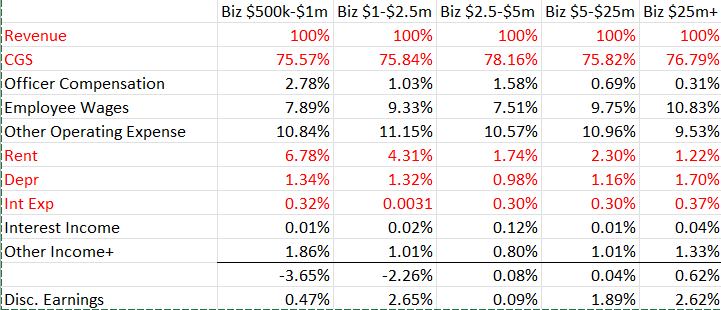 Biz $500k-$1m Biz $1-$2.5m Biz $2.5-$5m Biz $5-$25m Biz $25m+
Revenue 100% 100% 100% 100% 100%
CGS 75.57% 75.84% 78.16% 75.82% 76.79%
Officer Compensation 2.78% 1.03% 1.58% 0.69% 0.31%
Employee Wages 7.89% 9.33% 7.51% 9.75% 10.83%
Other Operating Expense 10.84% 11.15% 10.57% 10.96% 9.53%
Rent 6.78% 4.31% 1.74% 2.30% 1.22%
Depr 1.34% 1.32% 0.98% 1.16% 1.70%
Int Exp 0.32% 0.0031 0.30% 0.30% 0.37%
Interest Income 0.01% 0.02% 0.12% 0.01% 0.04%
Other Income+ 1.86% 1.01% 0.80% 1.01% 1.33%
-3.65% -2.26% 0.08% 0.04% 0.62%
Disc. Earnings 0.47% 2.65% 0.09% 1.89% 2.62%